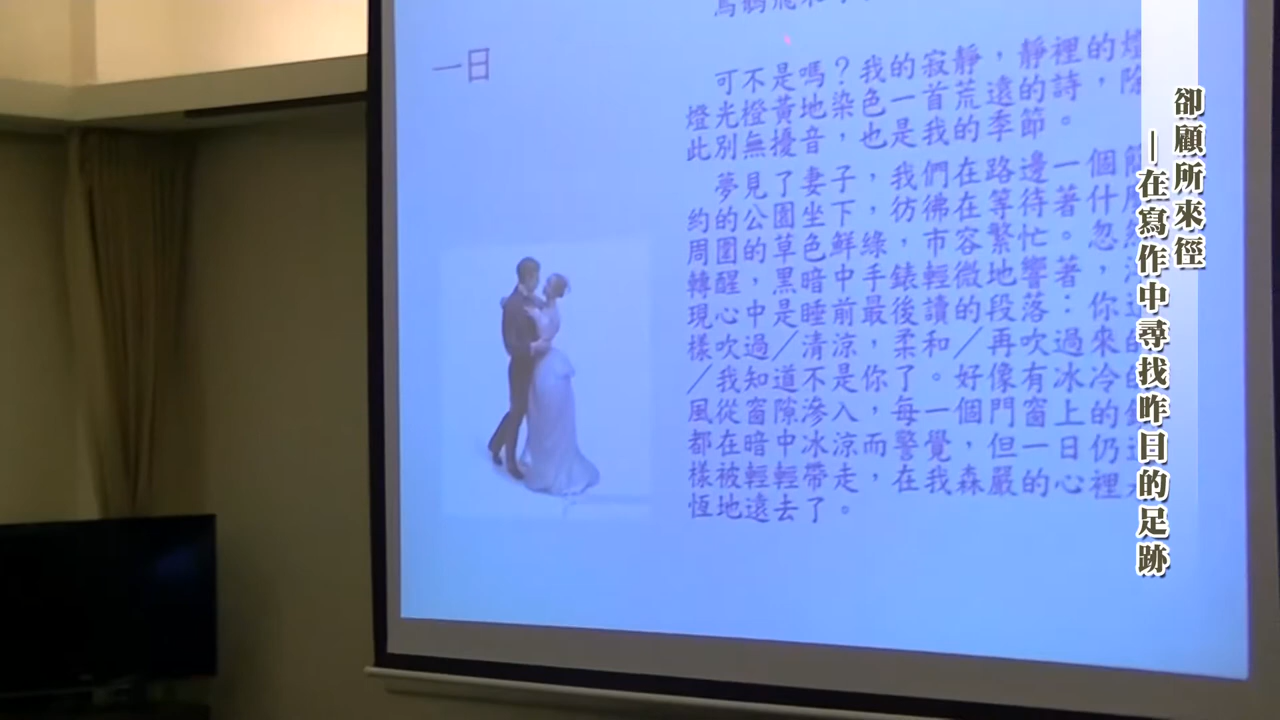 一日
可不是嗎？我的寂靜，靜裡的燈
燈光橙黃地染色一首荒遠的詩，除
此別無擾音，也是我的季節。
夢見了妻子，我們在路邊一個簡
約的公園坐下，彷彿在等待著什
周圍的草色鮮綠，市容繁忙。忽然
轉醒，黑暗中手錶輕微地響著，
現心中是睡前最後讀的段落：你這
樣吹過／清涼，柔和／再吹過來的
／我知道不是你了。好像有冰冷的
風從窗隙滲入，每一個門窗上的
都在暗中冰涼而警覺，但一日仍這
樣被輕輕帶走，在我森嚴的心裡永
恆地遠去了。
卻顧所來徑
—在寫作中尋找昨日的足跡